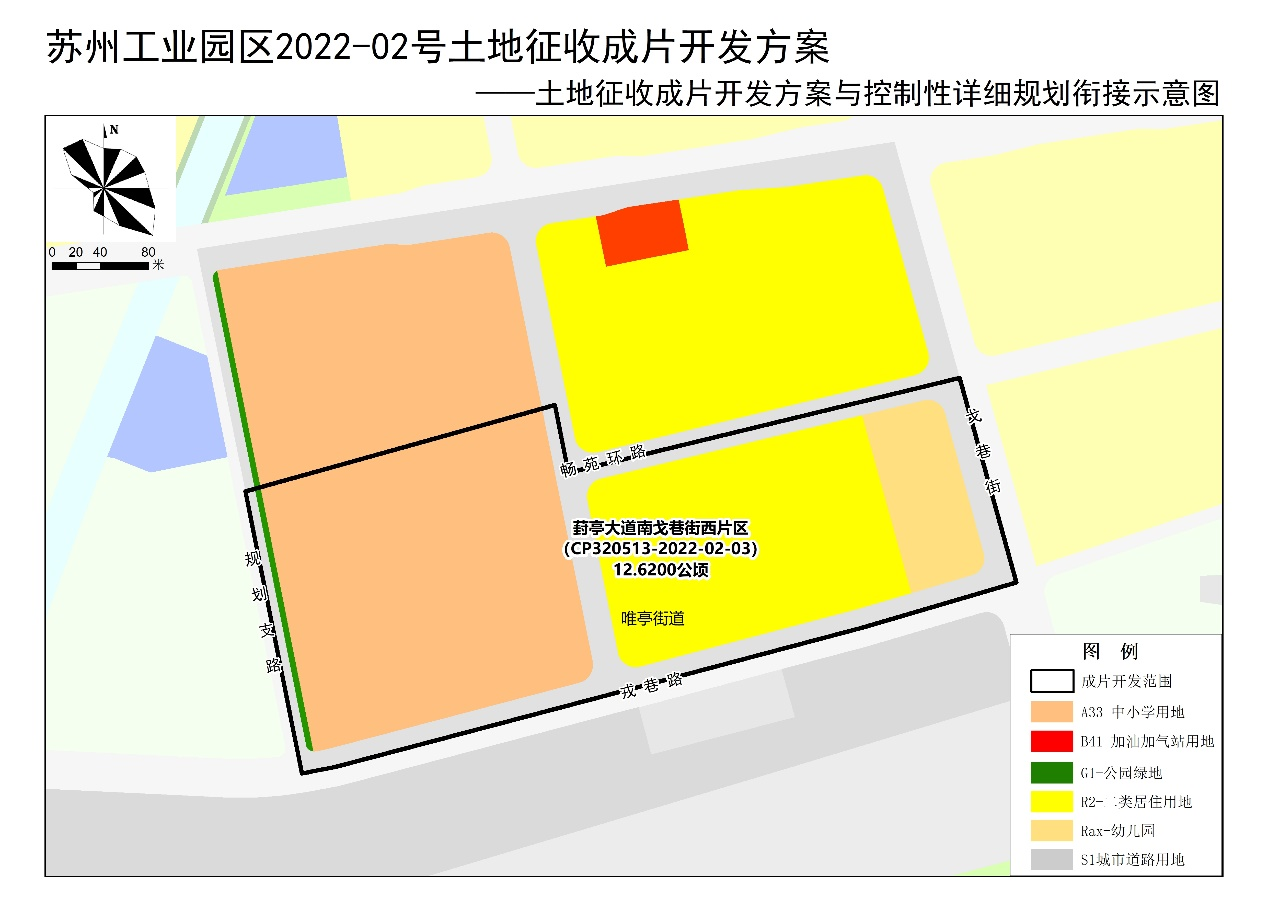 苏州工业园区2022-02号土地征收成片开发方案
——土地征收成片开发方案与控制性详细规划衔接示意图
N
0 20 40 80
米
畅苑环路
戈巷街
葑亭大道南戈巷街西片区
(CP320513-2022-02-03)
12.6200公顷
唯亭街道
规划支路
戎巷路
图 例
成片开发范围
A33 中小学用地
B41 加油加气站用地
G1-公园绿地
R2-二类居住用地
Rax-幼儿园
S1城市道路用地